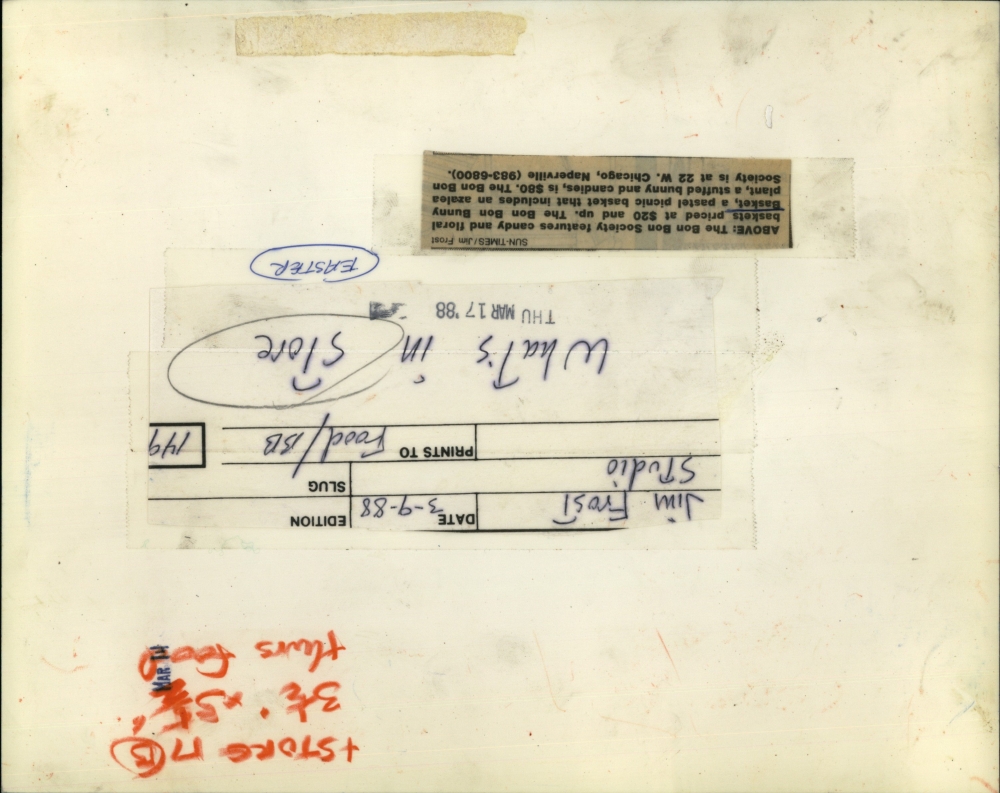 +STORE 17 (B)
3½" x 5
thurs food
MAR 14
Jim Frost
DATE 3-9-88
EDITION
Studio
SLUG
PRINTS TO Food/BB
149
What's in Store
THU MAR 17 '88
EASTER
SUN-TIMES/Jim Frost
ABOVE: The Bon Bon Society features candy and floral
baskets priced at $20 and up. The Bon Bon Bunny
Basket, a pastel picnic basket that includes an azalea
plant, a stuffed bunny and candies, is $80. The Bon Bon
Society is at 22 W. Chicago, Naperville (983-6800).